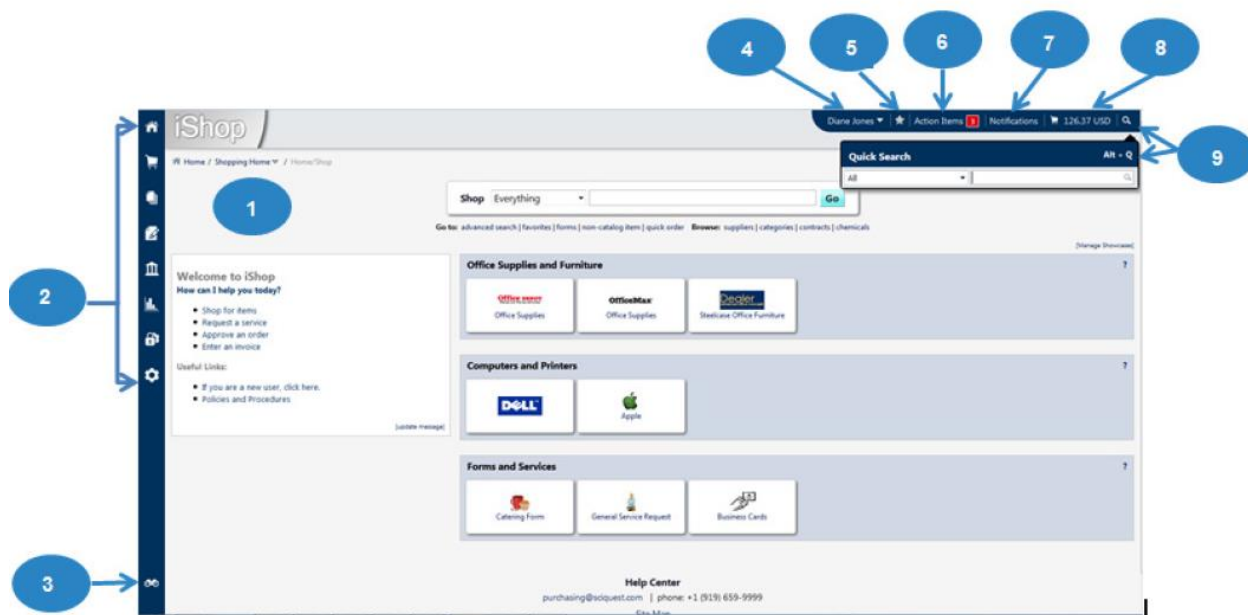 4 5 6 7 8
iShop
Diane Jones Action Items 3 Notifications 126.37 USD
Home / Shopping Home / Home/Shop
Quick Search Alt + Q
All
9
1
Shop Everything Go
Go to: advanced search | favorites | forms | non-catalog item | quick order Browse: suppliers | categories | contracts | chemicals
[Manage Showcases]
2
Welcome to iShop
How can I help you today?
Shop for items
Request a service
Approve an order
Enter an invoice
Useful Links:
If you are a new user, click here.
Policies and Procedures
[update message]
Office Supplies and Furniture ?
Office Supplies
OfficeMax
Office Supplies
Degler
Steelcase Office Furniture
Computers and Printers ?
DELL
Apple
Forms and Services ?
Catering Form
General Service Request
Business Cards
3
Help Center
purchasing@sciquest.com | phone: +1 (919) 659-9999
Site Map